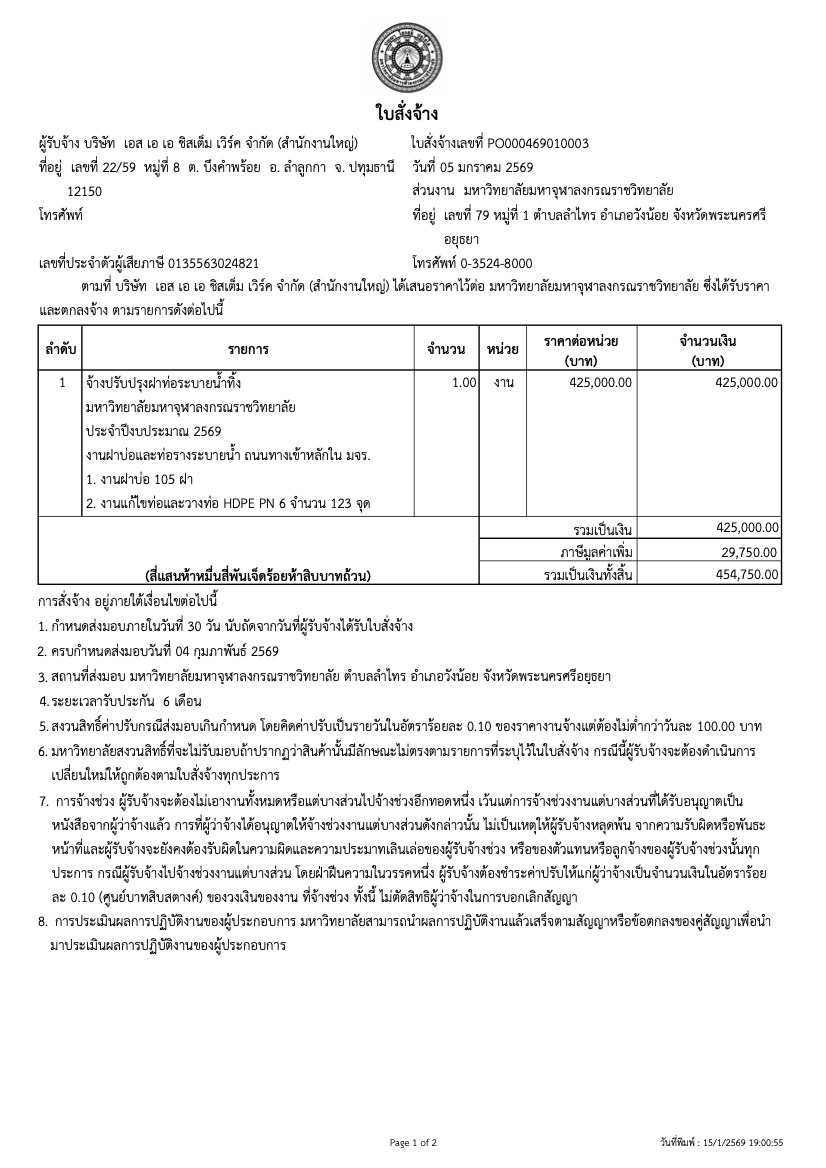 ใบสั่งจ้าง
ผู้รับจ้าง บริษัท เอส เอ เอ ซิสเต็ม เวิร์ค จำกัด (สำนักงานใหญ่)
ที่อยู่ เลขที่ 22/59 หมู่ที่ 8 ต. บึงคำพร้อย อ. ลำลูกกา จ. ปทุมธานี
12150
โทรศัพท์
เลขที่ประจำตัวผู้เสียภาษี 0135563024821
ใบสั่งจ้างเลขที่ PO000469010003
วันที่ 05 มกราคม 2569
ส่วนงาน มหาวิทยาลัยมหาจุฬาลงกรณราชวิทยาลัย
ที่อยู่ เลขที่ 79 หมู่ที่ 1 ตำบลลำไทร อำเภอวังน้อย จังหวัดพระนครศรี
อยุธยา
โทรศัพท์ 0-3524-8000
ตามที่ บริษัท เอส เอ เอ ซิสเต็ม เวิร์ค จำกัด (สำนักงานใหญ่) ได้เสนอราคาไว้ต่อ มหาวิทยาลัยมหาจุฬาลงกรณราชวิทยาลัย ซึ่งได้รับราคา
และตกลงจ้าง ตามรายการดังต่อไปนี้
ลำดับ รายการ จำนวน หน่วย ราคาต่อหน่วย (บาท) จำนวนเงิน (บาท)
1 จ้างปรับปรุงฝาท่อระบายน้ำทิ้ง 1.00 งาน 425,000.00 425,000.00
มหาวิทยาลัยมหาจุฬาลงกรณราชวิทยาลัย
ประจำปีงบประมาณ 2569
งานฝาบ่อและท่อรางระบายน้ำ ถนนทางเข้าหลักใน มจร.
1. งานฝาบ่อ 105 ฝา
2. งานแก้ไขท่อและวางท่อ HDPE PN 6 จำนวน 123 จุด
รวมเป็นเงิน 425,000.00
ภาษีมูลค่าเพิ่ม 29,750.00
(สี่แสนห้าหมื่นสี่พันเจ็ดร้อยห้าสิบบาทถ้วน) รวมเป็นเงินทั้งสิ้น 454,750.00
การสั่งจ้าง อยู่ภายใต้เงื่อนไขต่อไปนี้
1. กำหนดส่งมอบภายในวันที่ 30 วัน นับถัดจากวันที่ผู้รับจ้างได้รับใบสั่งจ้าง
2. ครบกำหนดส่งมอบวันที่ 04 กุมภาพันธ์ 2569
3. สถานที่ส่งมอบ มหาวิทยาลัยมหาจุฬาลงกรณราชวิทยาลัย ตำบลลำไทร อำเภอวังน้อย จังหวัดพระนครศรีอยุธยา
4. ระยะเวลารับประกัน 6 เดือน
5. สงวนสิทธิ์ค่าปรับกรณีส่งมอบเกินกำหนด โดยคิดค่าปรับเป็นรายวันในอัตราร้อยละ 0.10 ของราคางานจ้างแต่ต้องไม่ต่ำกว่าวันละ 100.00 บาท
6. มหาวิทยาลัยสงวนสิทธิ์ที่จะไม่รับมอบถ้าปรากฏว่าสินค้านั้นมีลักษณะไม่ตรงตามรายการที่ระบุไว้ในใบสั่งจ้าง กรณีนี้ผู้รับจ้างจะต้องดำเนินการ
เปลี่ยนใหม่ให้ถูกต้องตามใบสั่งจ้างทุกประการ
7. การจ้างช่วง ผู้รับจ้างจะต้องไม่เอางานทั้งหมดหรือแต่บางส่วนไปจ้างช่วงอีกทอดหนึ่ง เว้นแต่การจ้างช่วงงานแต่บางส่วนที่ได้รับอนุญาตเป็น
หนังสือจากผู้ว่าจ้างแล้ว การที่ผู้ว่าจ้างได้อนุญาตให้จ้างช่วงงานแต่บางส่วนดังกล่าวนั้น ไม่เป็นเหตุให้ผู้รับจ้างหลุดพ้น จากความรับผิดหรือพันธะ
หน้าที่และผู้รับจ้างจะยังคงต้องรับผิดในความผิดและความประมาทเลินเล่อของผู้รับจ้างช่วง หรือของตัวแทนหรือลูกจ้างของผู้รับจ้างช่วงนั้นทุก
ประการ กรณีผู้รับจ้างไปจ้างช่วงงานแต่บางส่วน โดยฝ่าฝืนความในวรรคหนึ่ง ผู้รับจ้างต้องชำระค่าปรับให้แก่ผู้ว่าจ้างเป็นจำนวนเงินในอัตราร้อย
ละ 0.10 (ศูนย์บาทสิบสตางค์) ของวงเงินของงาน ที่จ้างช่วง ทั้งนี้ ไม่ตัดสิทธิผู้ว่าจ้างในการบอกเลิกสัญญา
8. การประเมินผลการปฏิบัติงานของผู้ประกอบการ มหาวิทยาลัยสามารถนำผลการปฏิบัติงานแล้วเสร็จตามสัญญาหรือข้อตกลงของคู่สัญญาเพื่อนำ
มาประเมินผลการปฏิบัติงานของผู้ประกอบการ
Page 1 of 2
วันที่พิมพ์ : 15/1/2569 19:00:55